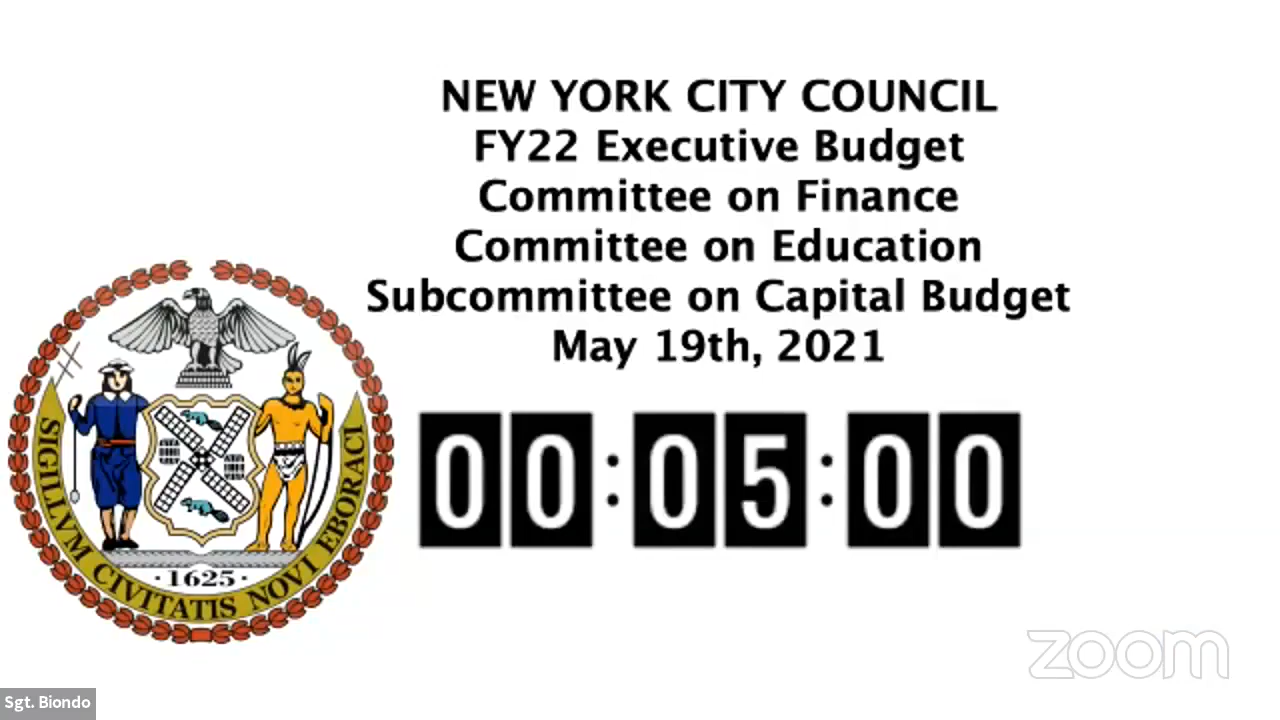 NEW YORK CITY COUNCIL
FY22 Executive Budget
Committee on Finance
Committee on Education
Subcommittee on Capital Budget
May 19th, 2021
00:05:00
SIGILLVM CIVITATIS NOVI EBORACI
·1625·
zoom
Sgt. Biondo